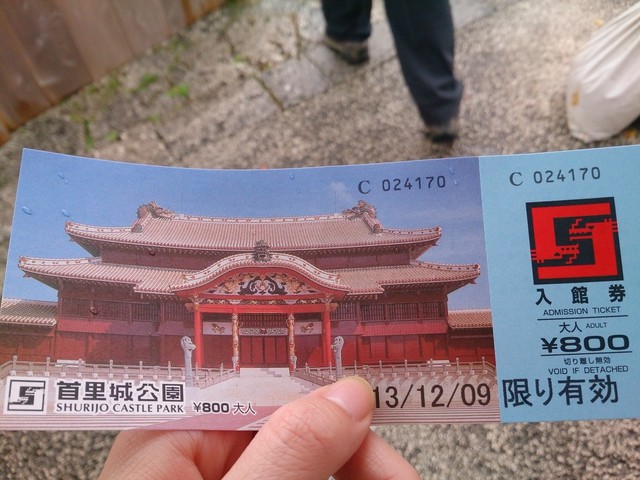 C 024170
首里城公園
SHURIJO CASTLE PARK ¥800 大人
13/12/09 限り有効
C 024170
入館券
ADMISSION TICKET
大人 ADULT
¥800
切り離し無効
VOID IF DETACHED